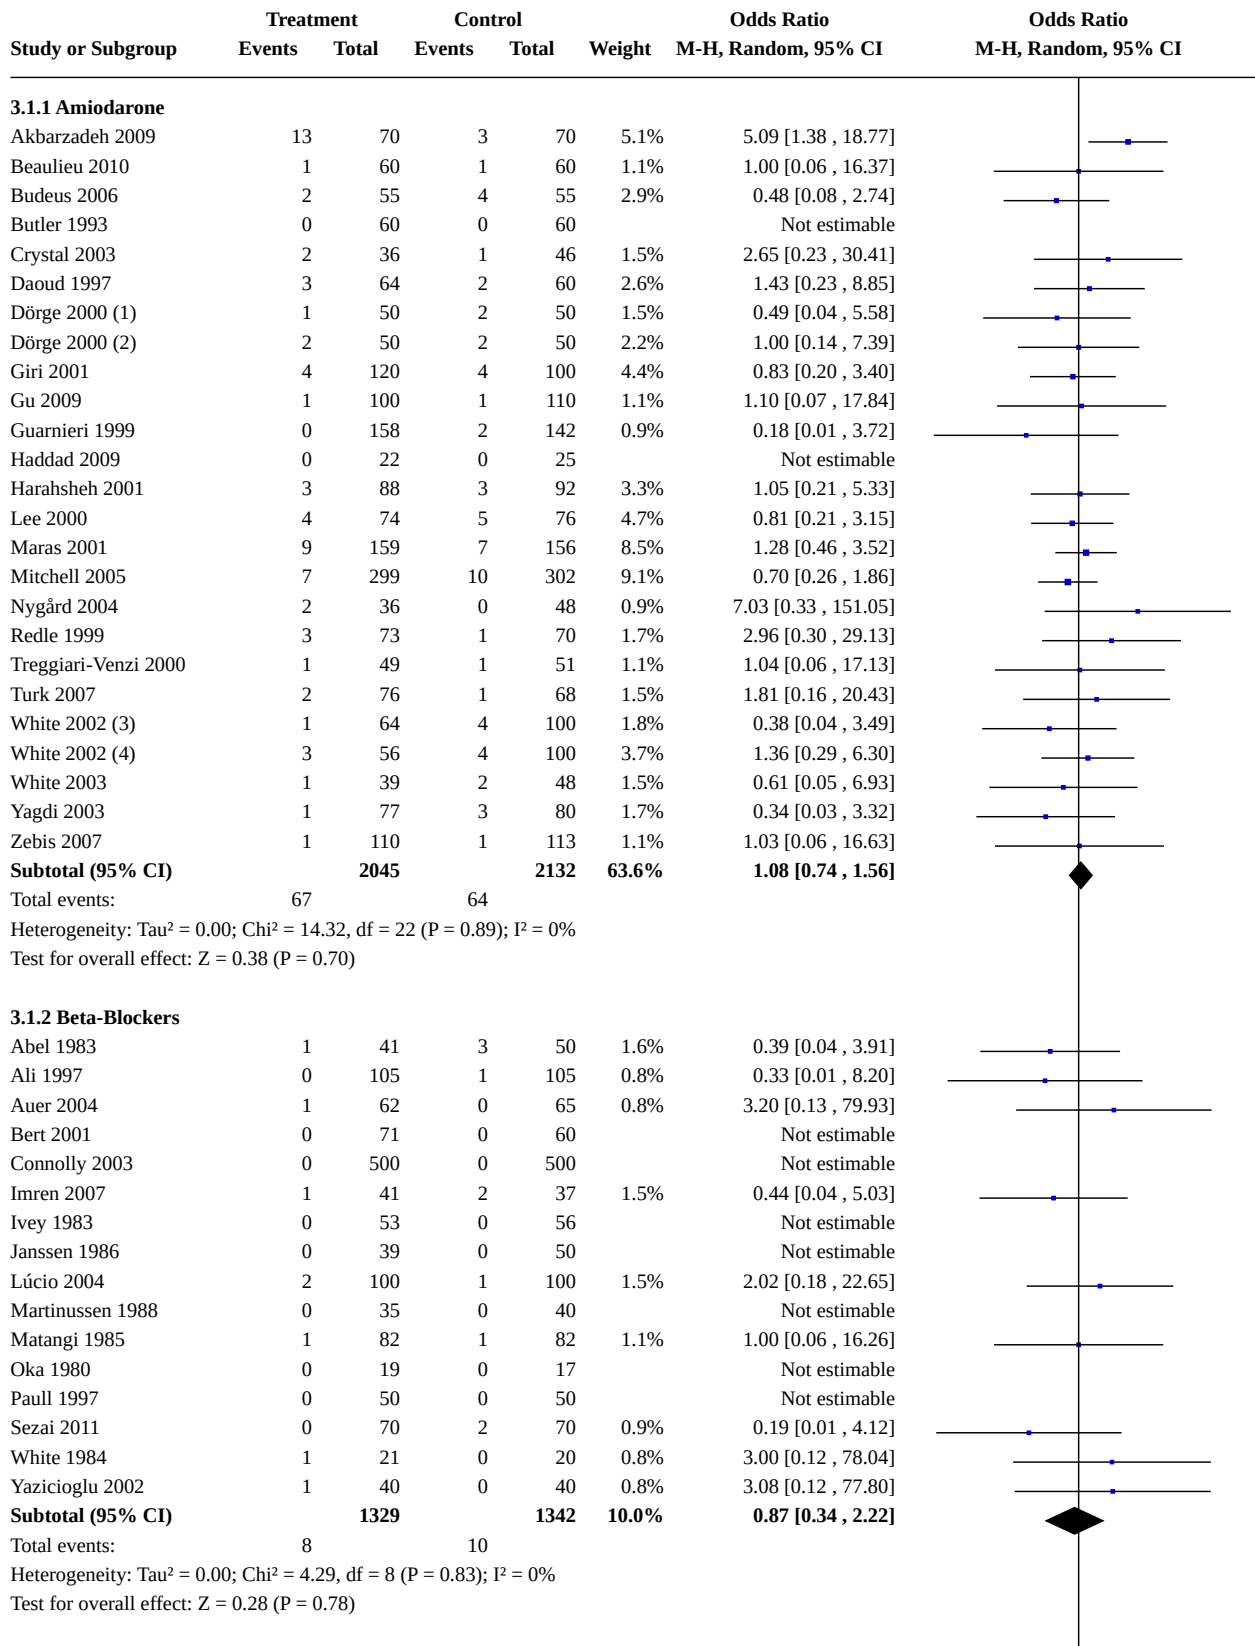 Treatment Control Odds Ratio Odds Ratio
Study or Subgroup Events Total Events Total Weight M-H, Random, 95% CI M-H, Random, 95% CI
3.1.1 Amiodarone
Akbarzadeh 2009 13 70 3 70 5.1% 5.09 [1.38 , 18.77]
Beaulieu 2010 1 60 1 60 1.1% 1.00 [0.06 , 16.37]
Budeus 2006 2 55 4 55 2.9% 0.48 [0.08 , 2.74]
Butler 1993 0 60 0 60 Not estimable
Crystal 2003 2 36 1 46 1.5% 2.65 [0.23 , 30.41]
Daoud 1997 3 64 2 60 2.6% 1.43 [0.23 , 8.85]
Dörge 2000 (1) 1 50 2 50 1.5% 0.49 [0.04 , 5.58]
Dörge 2000 (2) 2 50 2 50 2.2% 1.00 [0.14 , 7.39]
Giri 2001 4 120 4 100 4.4% 0.83 [0.20 , 3.40]
Gu 2009 1 100 1 110 1.1% 1.10 [0.07 , 17.84]
Guarnieri 1999 0 158 2 142 0.9% 0.18 [0.01 , 3.72]
Haddad 2009 0 22 0 25 Not estimable
Harahsheh 2001 3 88 3 92 3.3% 1.05 [0.21 , 5.33]
Lee 2000 4 74 5 76 4.7% 0.81 [0.21 , 3.15]
Maras 2001 9 159 7 156 8.5% 1.28 [0.46 , 3.52]
Mitchell 2005 7 299 10 302 9.1% 0.70 [0.26 , 1.86]
Nygård 2004 2 36 0 48 0.9% 7.03 [0.33 , 151.05]
Redle 1999 3 73 1 70 1.7% 2.96 [0.30 , 29.13]
Treggiari-Venzi 2000 1 49 1 51 1.1% 1.04 [0.06 , 17.13]
Turk 2007 2 76 1 68 1.5% 1.81 [0.16 , 20.43]
White 2002 (3) 1 64 4 100 1.8% 0.38 [0.04 , 3.49]
White 2002 (4) 3 56 4 100 3.7% 1.36 [0.29 , 6.30]
White 2003 1 39 2 48 1.5% 0.61 [0.05 , 6.93]
Yagdi 2003 1 77 3 80 1.7% 0.34 [0.03 , 3.32]
Zebis 2007 1 110 1 113 1.1% 1.03 [0.06 , 16.63]
Subtotal (95% CI) 2045 2132 63.6% 1.08 [0.74 , 1.56]
Total events: 67 64
Heterogeneity: Tau² = 0.00; Chi² = 14.32, df = 22 (P = 0.89); I² = 0%
Test for overall effect: Z = 0.38 (P = 0.70)
3.1.2 Beta-Blockers
Abel 1983 1 41 3 50 1.6% 0.39 [0.04 , 3.91]
Ali 1997 0 105 1 105 0.8% 0.33 [0.01 , 8.20]
Auer 2004 1 62 0 65 0.8% 3.20 [0.13 , 79.93]
Bert 2001 0 71 0 60 Not estimable
Connolly 2003 0 500 0 500 Not estimable
Imren 2007 1 41 2 37 1.5% 0.44 [0.04 , 5.03]
Ivey 1983 0 53 0 56 Not estimable
Janssen 1986 0 39 0 50 Not estimable
Lúcio 2004 2 100 1 100 1.5% 2.02 [0.18 , 22.65]
Martinussen 1988 0 35 0 40 Not estimable
Matangi 1985 1 82 1 82 1.1% 1.00 [0.06 , 16.26]
Oka 1980 0 19 0 17 Not estimable
Paull 1997 0 50 0 50 Not estimable
Sezai 2011 0 70 2 70 0.9% 0.19 [0.01 , 4.12]
White 1984 1 21 0 20 0.8% 3.00 [0.12 , 78.04]
Yazicioglu 2002 1 40 0 40 0.8% 3.08 [0.12 , 77.80]
Subtotal (95% CI) 1329 1342 10.0% 0.87 [0.34 , 2.22]
Total events: 8 10
Heterogeneity: Tau² = 0.00; Chi² = 4.29, df = 8 (P = 0.83); I² = 0%
Test for overall effect: Z = 0.28 (P = 0.78)